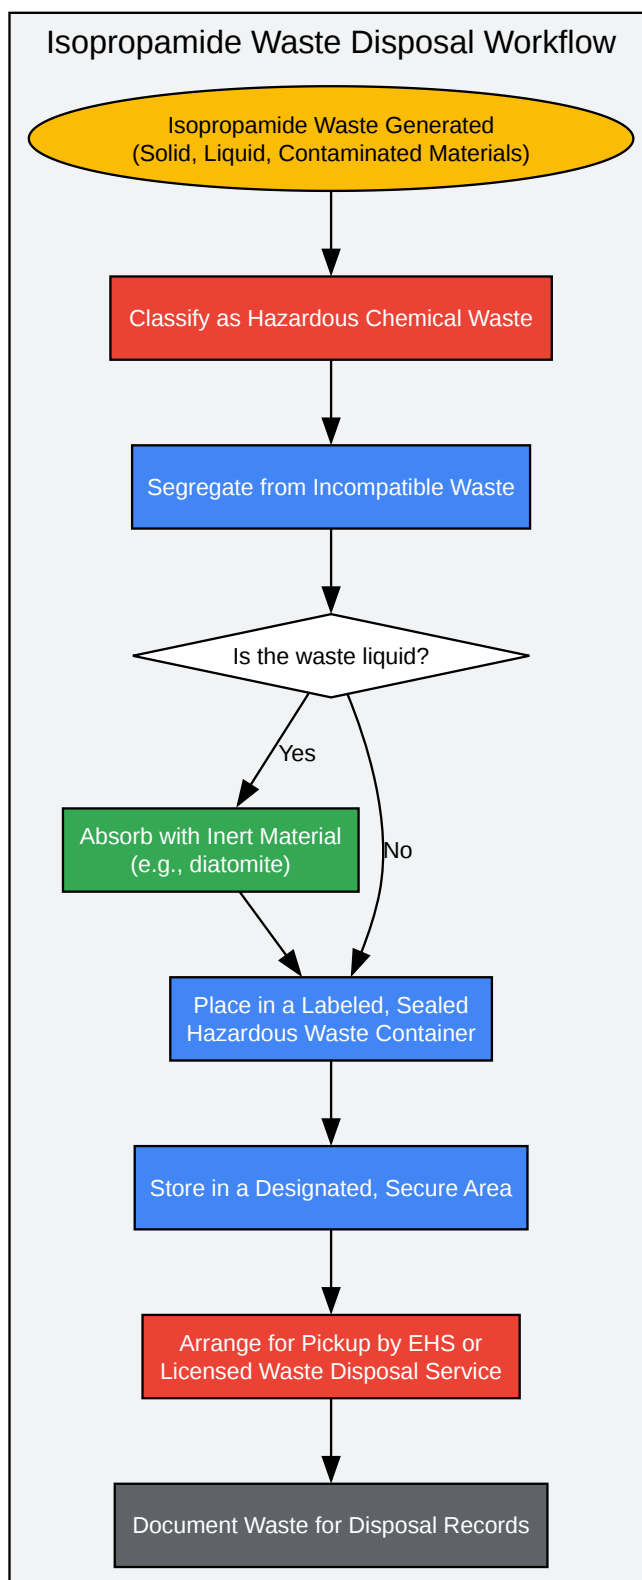 Isopropamide Waste Disposal Workflow
Isopropamide Waste Generated
(Solid, Liquid, Contaminated Materials)
Classify as Hazardous Chemical Waste
Segregate from Incompatible Waste
Is the waste liquid?
Yes
Absorb with Inert Material
(e.g., diatomite)
No
Place in a Labeled, Sealed
Hazardous Waste Container
Store in a Designated, Secure Area
Arrange for Pickup by EHS or
Licensed Waste Disposal Service
Document Waste for Disposal Records